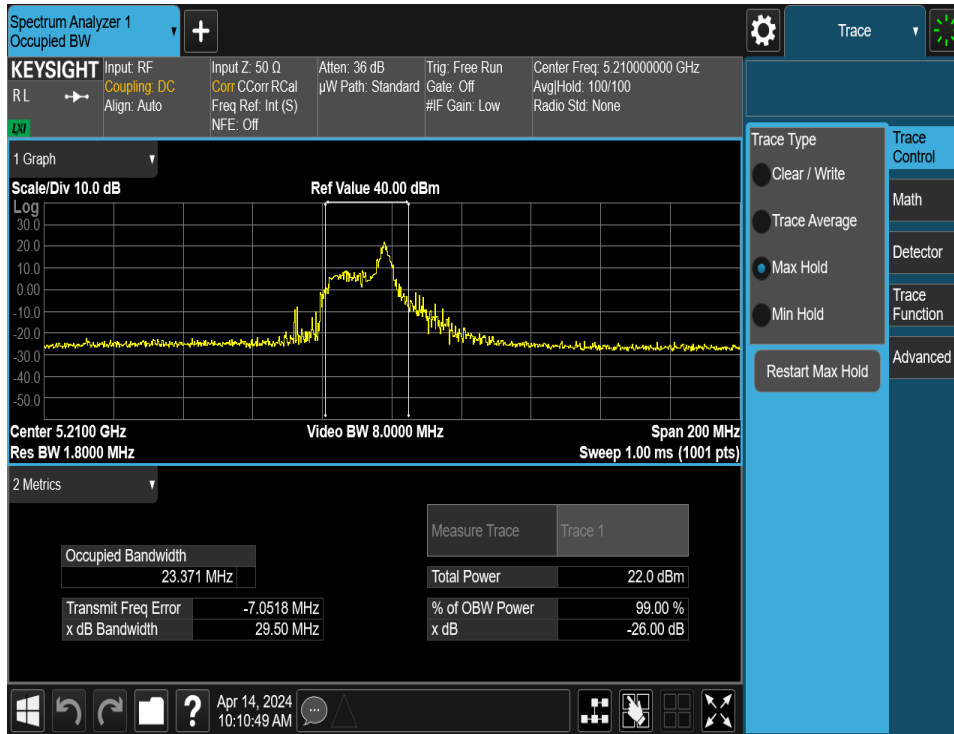 Spectrum Analyzer 1
Occupied BW
+
Trace
KEYSIGHT
R L
LXI
Input: RF
Coupling: DC
Align: Auto
Input Z: 50 Ω
Corr CCorr RCal
Freq Ref: Int (S)
NFE: Off
Atten: 36 dB
µW Path: Standard
Trig: Free Run
Gate: Off
#IF Gain: Low
Center Freq: 5.210000000 GHz
Avg|Hold: 100/100
Radio Std: None
1 Graph
Scale/Div 10.0 dB
Ref Value 40.00 dBm
Log
30.0
20.0
10.0
0.00
-10.0
-20.0
-30.0
-40.0
-50.0
Center 5.2100 GHz
Video BW 8.0000 MHz
Span 200 MHz
Res BW 1.8000 MHz
Sweep 1.00 ms (1001 pts)
2 Metrics
Measure Trace
Trace 1
Occupied Bandwidth
23.371 MHz
Total Power
22.0 dBm
Transmit Freq Error
-7.0518 MHz
% of OBW Power
99.00 %
x dB Bandwidth
29.50 MHz
x dB
-26.00 dB
Trace Type
Clear / Write
Trace Average
Max Hold
Min Hold
Restart Max Hold
Trace
Control
Math
Detector
Trace
Function
Advanced
?
Apr 14, 2024
10:10:49 AM